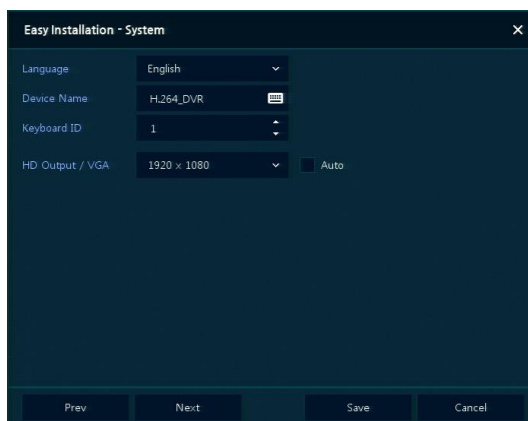 Easy Installation - System
Language English
Device Name H.264_DVR
Keyboard ID 1
HD Output / VGA 1920 x 1080 Auto
Prev Next Save Cancel